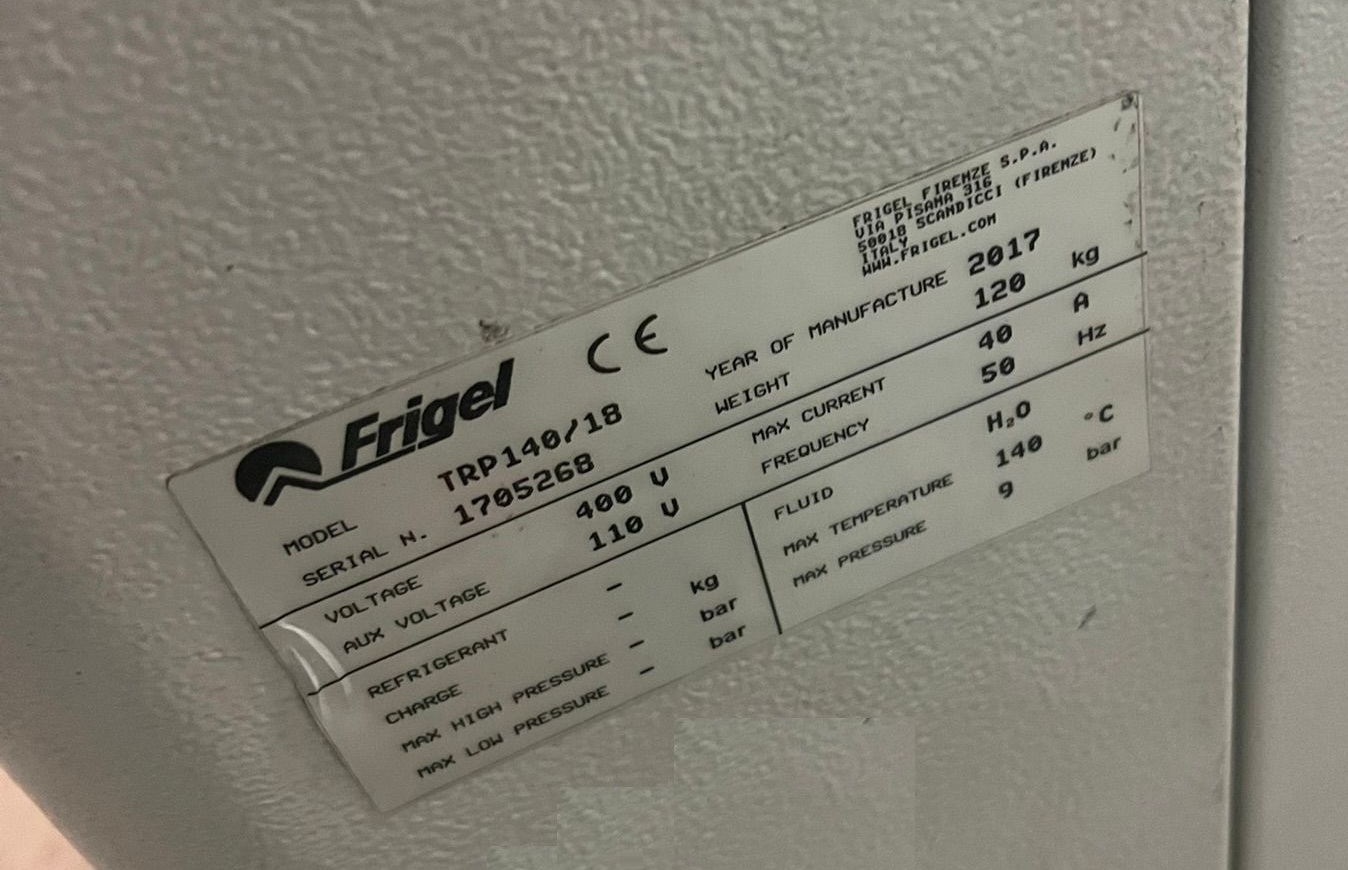 FRIGEL FIRENZE S.P.A.
VIA PISANA 316
50018 SCANDICCI (FIRENZE)
ITALY
WWW.FRIGEL.COM
Frigel CE
MODEL TRP140/18
SERIAL N. 1705268
YEAR OF MANUFACTURE 2017
WEIGHT 120 kg
VOLTAGE 400 V
AUX VOLTAGE 110 V
MAX CURRENT 40 A
FREQUENCY 50 Hz
REFRIGERANT -
CHARGE - kg
MAX HIGH PRESSURE - bar
MAX LOW PRESSURE - bar
FLUID H₂O
MAX TEMPERATURE 140 °C
MAX PRESSURE 9 bar